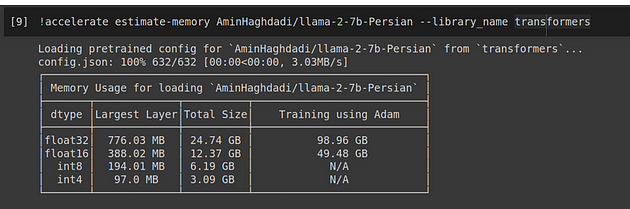 [9] !accelerate estimate-memory AminHaghdadi/llama-2-7b-Persian --library_name transformers
Loading pretrained config for `AminHaghdadi/llama-2-7b-Persian` from `transformers`...
config.json: 100% 632/632 [00:00<00:00, 3.03MB/s]
Memory Usage for loading `AminHaghdadi/llama-2-7b-Persian`
dtype Largest Layer Total Size Training using Adam
float32 776.03 MB 24.74 GB 98.96 GB
float16 388.02 MB 12.37 GB 49.48 GB
int8 194.01 MB 6.19 GB N/A
int4 97.0 MB 3.09 GB N/A